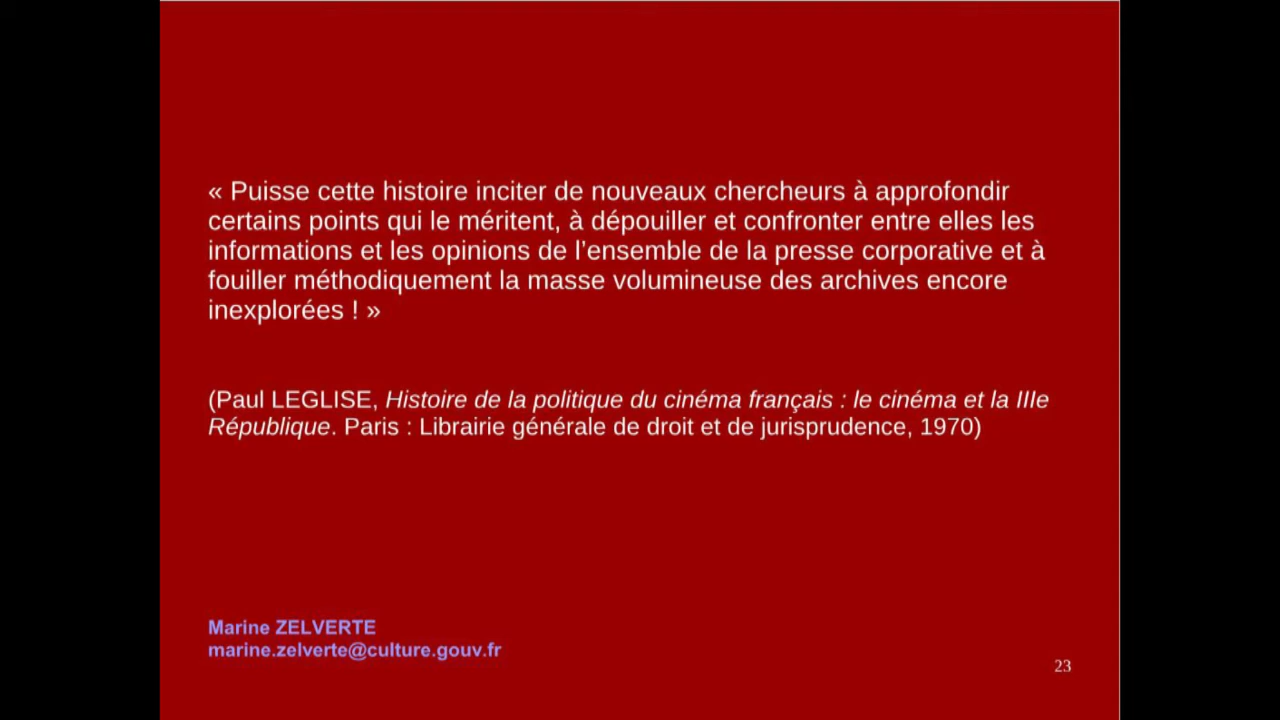 « Puisse cette histoire inciter de nouveaux chercheurs à approfondir
certains points qui le méritent, à dépouiller et confronter entre elles les
informations et les opinions de l’ensemble de la presse corporative et à
fouiller méthodiquement la masse volumineuse des archives encore
inexplorées ! »
(Paul LEGLISE, Histoire de la politique du cinéma français : le cinéma et la IIIe
République. Paris : Librairie générale de droit et de jurisprudence, 1970)
Marine ZELVERTE
marine.zelverte@culture.gouv.fr
23